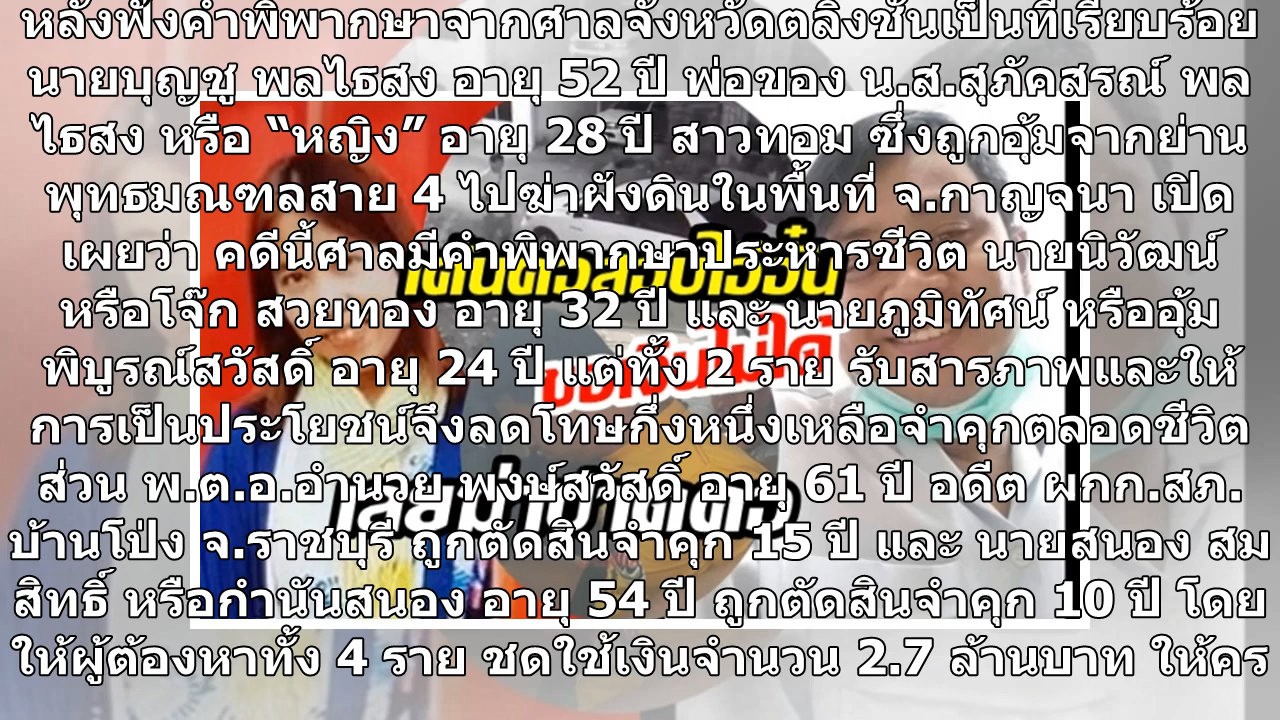 หลังฟังคำพิพากษาจากศาลจังหวัดตลิ่งชันเป็นที่เรียบร้อย
นายบุญชู พลไธสง อายุ 52 ปี พ่อของ น.ส.สุภัคสรณ์ พล
ไธสง หรือ “หญิง” อายุ 28 ปี สาวทอม ซึ่งถูกอุ้มจากย่าน
พุทธมณฑลสาย 4 ไปฆ่าฝังดินในพื้นที่ จ.กาญจนา เปิด
เผยว่า คดีนี้ศาลมีคำพิพากษาประหารชีวิต นายนิวัฒน์
หรือโจ๊ก สวยทอง อายุ 32 ปี และ นายภูมิทัศน์ หรืออุ้ม
พิบูรณ์สวัสดิ์ อายุ 24 ปี แต่ทั้ง 2 ราย รับสารภาพและให้
การเป็นประโยชน์จึงลดโทษกึ่งหนึ่งเหลือจำคุกตลอดชีวิต
ส่วน พ.ต.อ.อำนวย พงษ์สวัสดิ์ อายุ 61 ปี อดีต ผกก.สภ.
บ้านโป่ง จ.ราชบุรี ถูกตัดสินจำคุก 15 ปี และ นายสนอง สม
สิทธิ์ หรือกำนันสนอง อายุ 54 ปี ถูกตัดสินจำคุก 10 ปี โดย
ให้ผู้ต้องหาทั้ง 4 ราย ชดใช้เงินจำนวน 2.7 ล้านบาท ให้คร